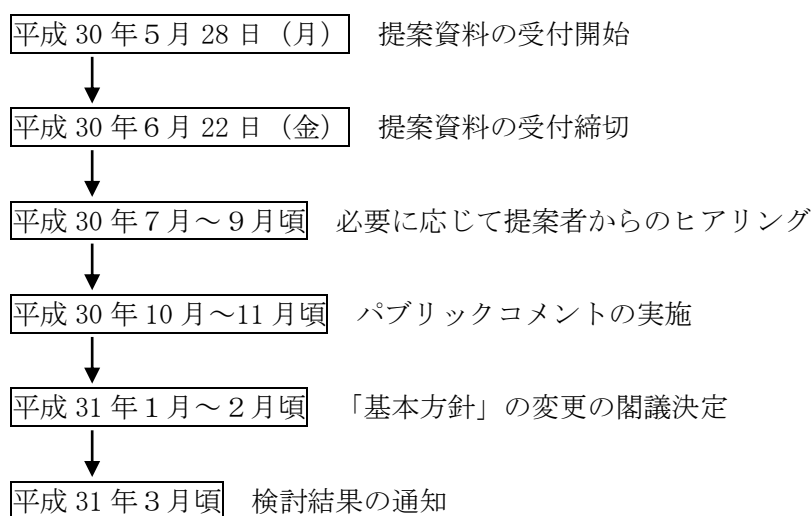 平成 30 年５月 28 日（月） 提案資料の受付開始
平成 30 年６月 22 日（金） 提案資料の受付締切
平成 30 年７月～９月頃 必要に応じて提案者からのヒアリング
平成 30 年 10 月～11 月頃 パブリックコメントの実施
平成 31 年１月～２月頃 「基本方針」の変更の閣議決定
平成 31 年３月頃 検討結果の通知